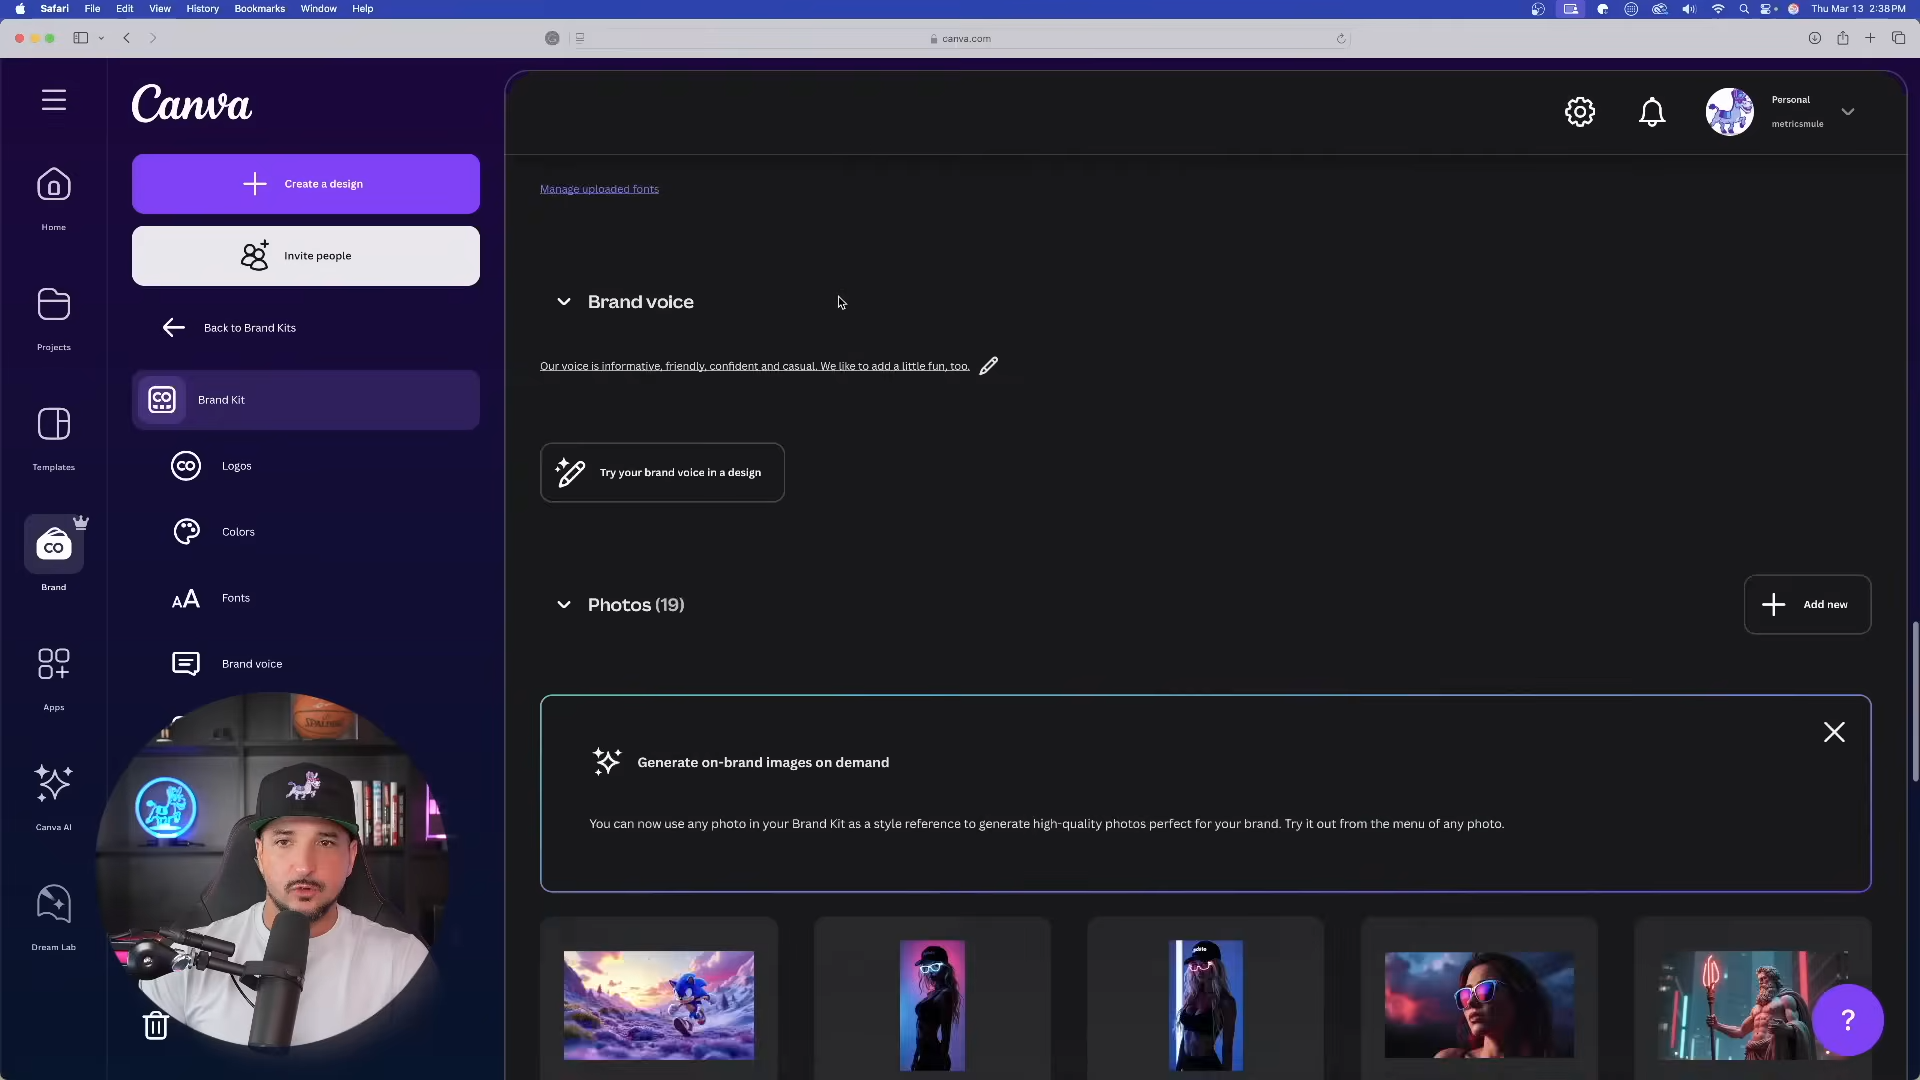 Safari File Edit View History Bookmarks Window Help
Thu Mar 13 2:38 PM
canva.com
Canva
Personal
metricsmule
Create a design
Invite people
Back to Brand Kits
Brand Kit
CO
Logos
Colors
Fonts
Brand voice
Home
Projects
Templates
CO
Brand
Apps
Canva AI
Dream Lab
Manage uploaded fonts
Brand voice
Our voice is informative, friendly, confident and casual. We like to add a little fun, too.
Try your brand voice in a design
Photos (19)
Add new
Generate on-brand images on demand
You can now use any photo in your Brand Kit as a style reference to generate high-quality photos perfect for your brand. Try it out from the menu of any photo.
SPALDING
?